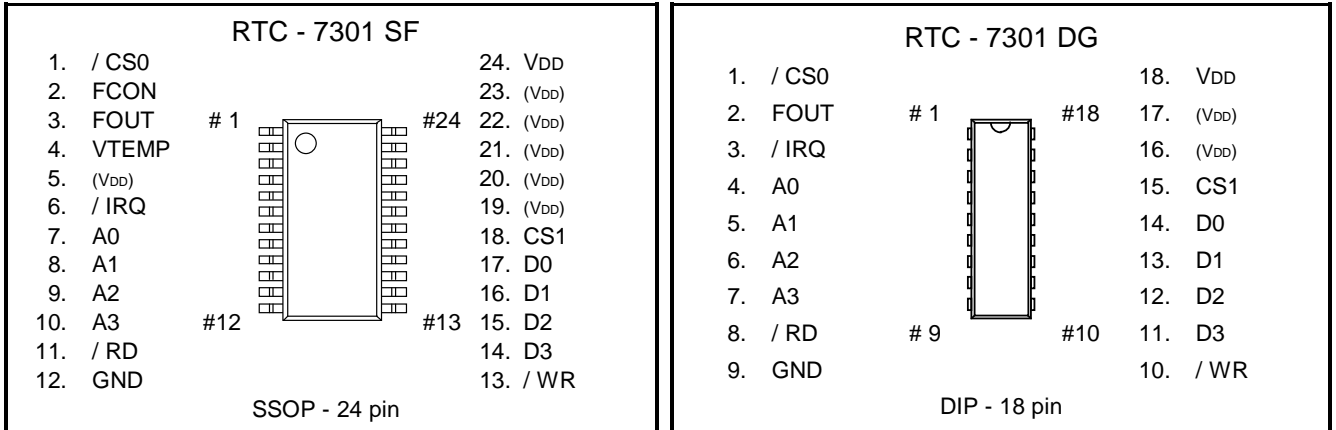 RTC - 7301 SF
1. / CS0
2. FCON
3. FOUT
4. VTEMP
5. (VDD)
6. / IRQ
7. A0
8. A1
9. A2
10. A3
11. / RD
12. GND
# 1
#12
#24
#13
24. VDD
23. (VDD)
22. (VDD)
21. (VDD)
20. (VDD)
19. (VDD)
18. CS1
17. D0
16. D1
15. D2
14. D3
13. / WR
SSOP - 24 pin
RTC - 7301 DG
1. / CS0
2. FOUT
3. / IRQ
4. A0
5. A1
6. A2
7. A3
8. / RD
9. GND
# 1
# 9
#18
#10
18. VDD
17. (VDD)
16. (VDD)
15. CS1
14. D0
13. D1
12. D2
11. D3
10. / WR
DIP - 18 pin